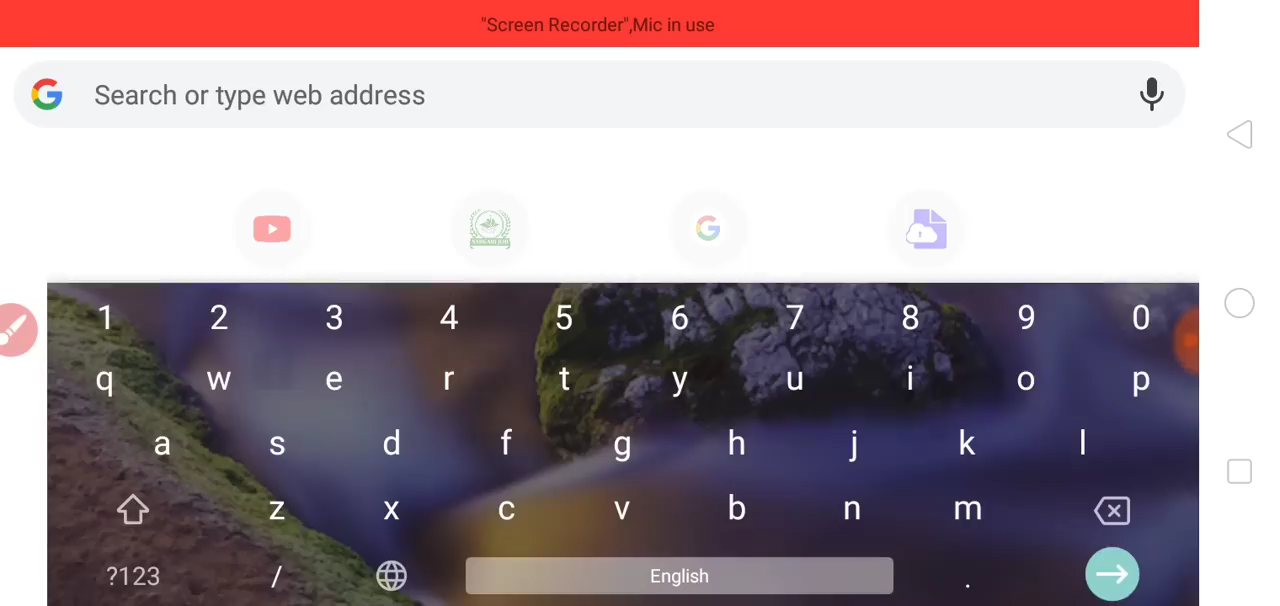 "Screen Recorder",Mic in use
Search or type web address
1 2 3 4 5 6 7 8 9 0
q w e r t y u i o p
a s d f g h j k l
z x c v b n m
?123 / English .